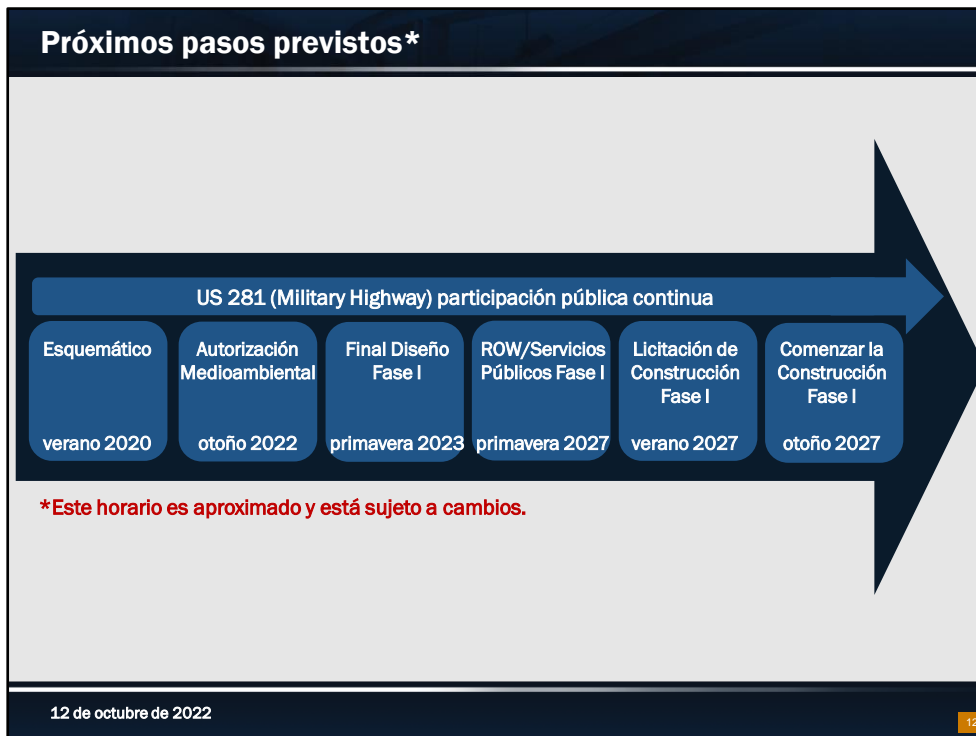 Próximos pasos previstos*
US 281 (Military Highway) participación pública continua
Esquemático
verano 2020
Autorización
Medioambiental
otoño 2022
Final Diseño
Fase I
primavera 2023
ROW/Servicios
Públicos Fase I
primavera 2027
Licitación de
Construcción
Fase I
verano 2027
Comenzar la
Construcción
Fase I
otoño 2027
*Este horario es aproximado y está sujeto a cambios.
12 de octubre de 2022
12